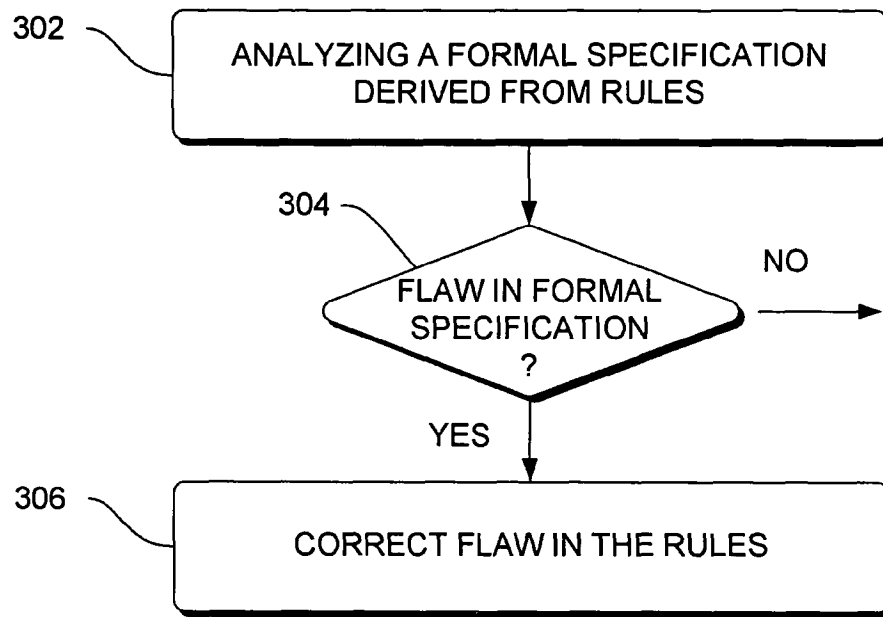 302
ANALYZING A FORMAL SPECIFICATION
DERIVED FROM RULES
304
NO
FLAW IN FORMAL
SPECIFICATION
?
YES
306
CORRECT FLAW IN THE RULES